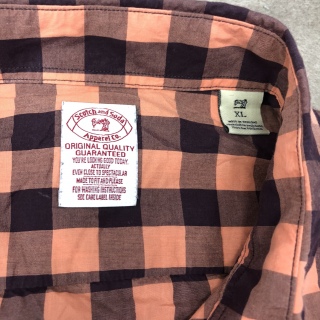 Scotch and Soda
Apparel Co.
ORIGINAL QUALITY
GUARANTEED
YOU'RE LOOKING GOOD TODAY.
ACTUALLY
EVEN CLOSE TO SPECTACULAR
MADE TO FIT AND PLEASE
FOR WASHING INSTRUCTIONS
SEE CARE LABEL INSIDE
XL